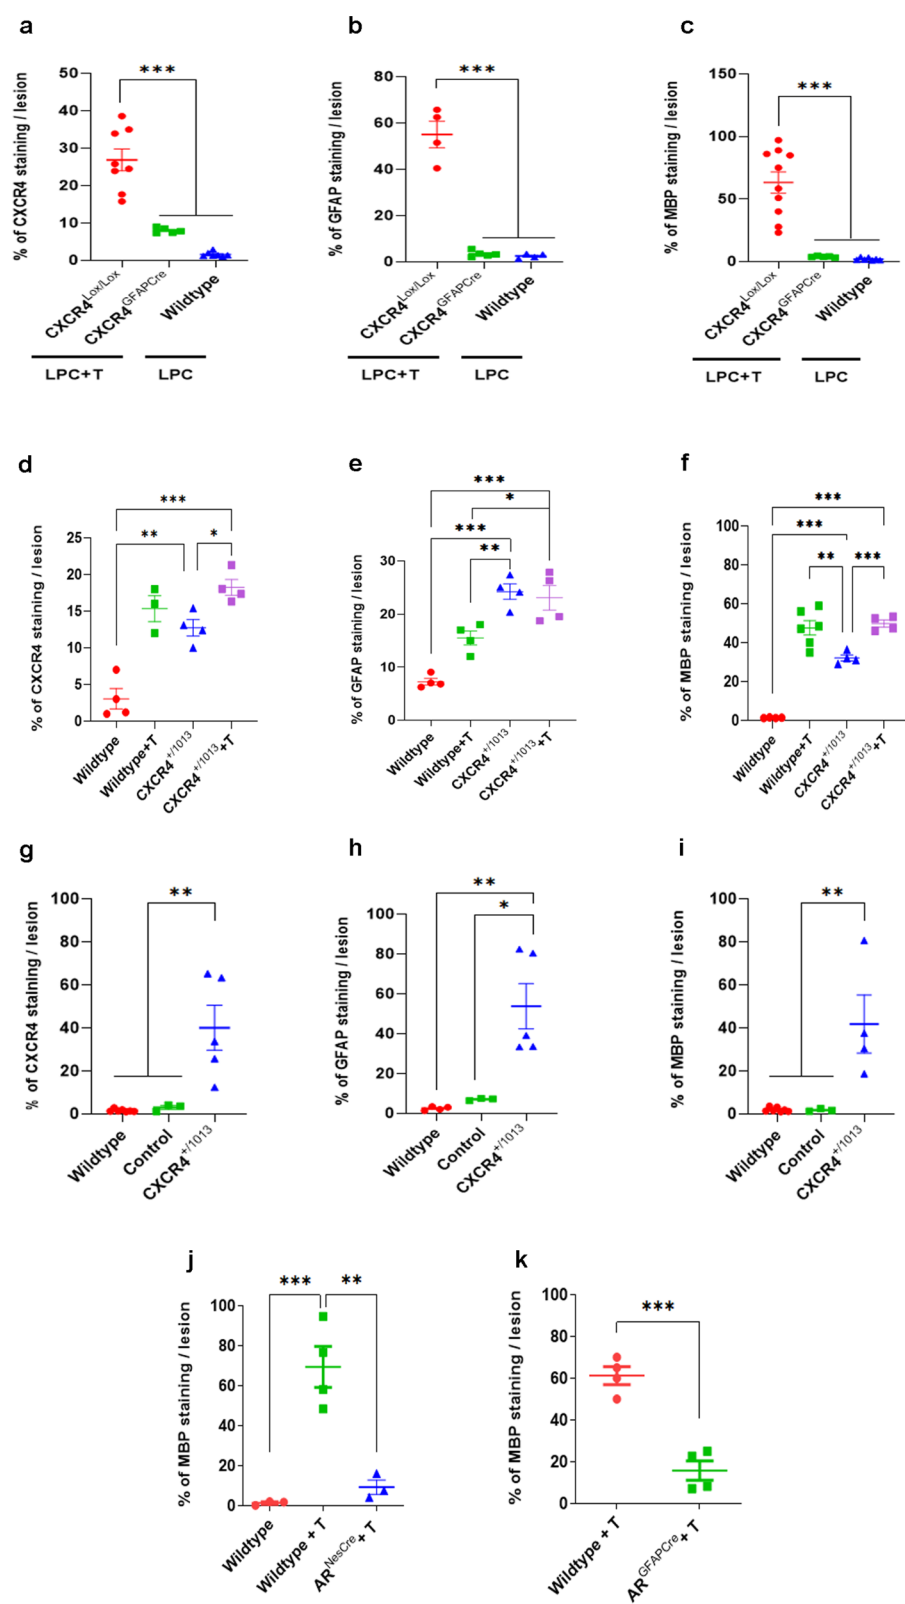 a
% of CXCR4 staining / lesion
50
40
30
20
10
0
***
CXCR4Lox/Lox
CXCR4GFAPCre
Wildtype
LPC+T
LPC
b
% of GFAP staining / lesion
80
60
40
20
0
***
CXCR4Lox/Lox
CXCR4GFAPCre
Wildtype
LPC+T
LPC
c
% of MBP staining / lesion
150
100
50
0
***
CXCR4Lox/Lox
CXCR4GFAPCre
Wildtype
LPC+T
LPC
d
% of CXCR4 staining / lesion
25
20
15
10
5
0
***
**
*
Wildtype
Wildtype+T
CXCR4+/1013
CXCR4+/1013+T
e
% of GFAP staining / lesion
30
20
10
0
***
*
***
**
Wildtype
Wildtype+T
CXCR4+/1013
CXCR4+/1013+T
f
% of MBP staining / lesion
100
80
60
40
20
0
***
***
**
***
Wildtype
Wildtype+T
CXCR4+/1013
CXCR4+/1013+T
g
% of CXCR4 staining / lesion
100
80
60
40
20
0
**
Wildtype
Control
CXCR4+/1013
h
% of GFAP staining / lesion
100
80
60
40
20
0
**
*
Wildtype
Control
CXCR4+/1013
i
% of MBP staining / lesion
100
80
60
40
20
0
**
Wildtype
Control
CXCR4+/1013
j
% of MBP staining / lesion
100
80
60
40
20
0
***
**
Wildtype
Wildtype + T
ARNesCre+ T
k
% of MBP staining / lesion
100
80
60
40
20
0
***
Wildtype + T
ARGFAPCre+ T